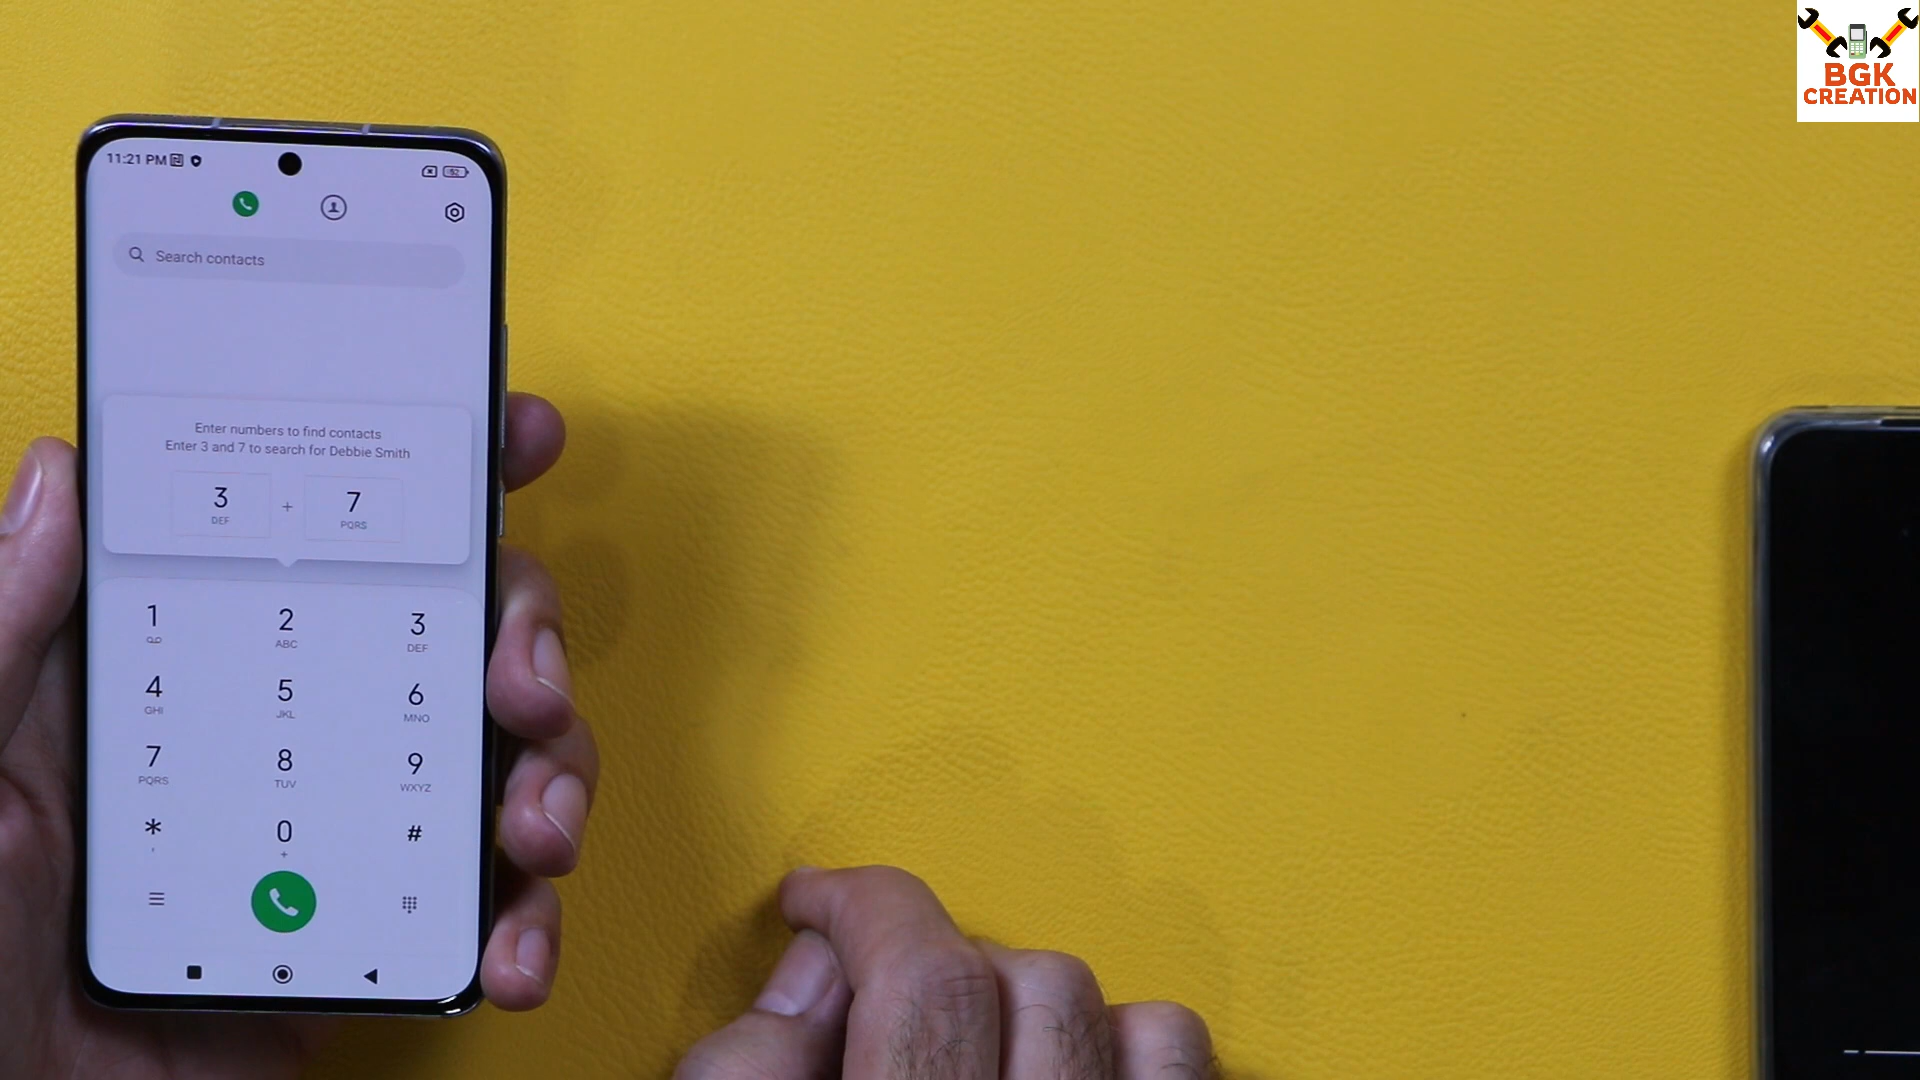 BGK
CREATION
11:21 PM
52
Search contacts
Enter numbers to find contacts
Enter 3 and 7 to search for Debbie Smith
3 + 7
DEF PQRS
1 2 3
ABC DEF
4 5 6
GHI JKL MNO
7 8 9
PQRS TUV WXYZ
* 0 #
, +